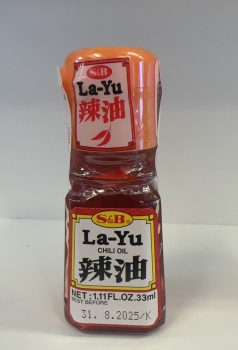 S&B
La-Yu
辣油
S&B
La-Yu
CHILI OIL
辣油
NET:1.11FL.OZ.33ml
BEST BEFORE
31. 8.2025/K